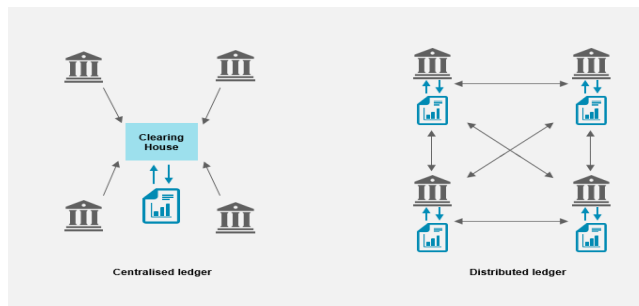 Clearing
House
Centralised ledger
Distributed ledger